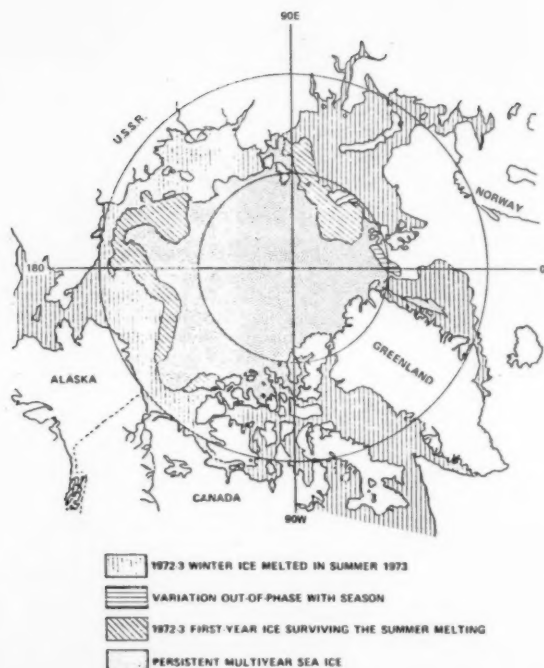 90E
U.S.S.R.
NORWAY
180
0
GREENLAND
ALASKA
CANADA
90W
1972-3 WINTER ICE MELTED IN SUMMER 1973
VARIATION OUT-OF-PHASE WITH SEASON
1972-3 FIRST-YEAR ICE SURVIVING THE SUMMER MELTING
PERSISTENT MULTIYEAR SEA ICE